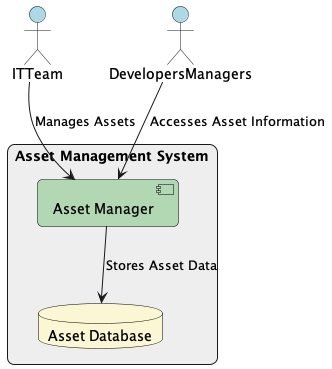 ITTeam
DevelopersManagers
Manages Assets
Accesses Asset Information
Asset Management System
Asset Manager
Stores Asset Data
Asset Database